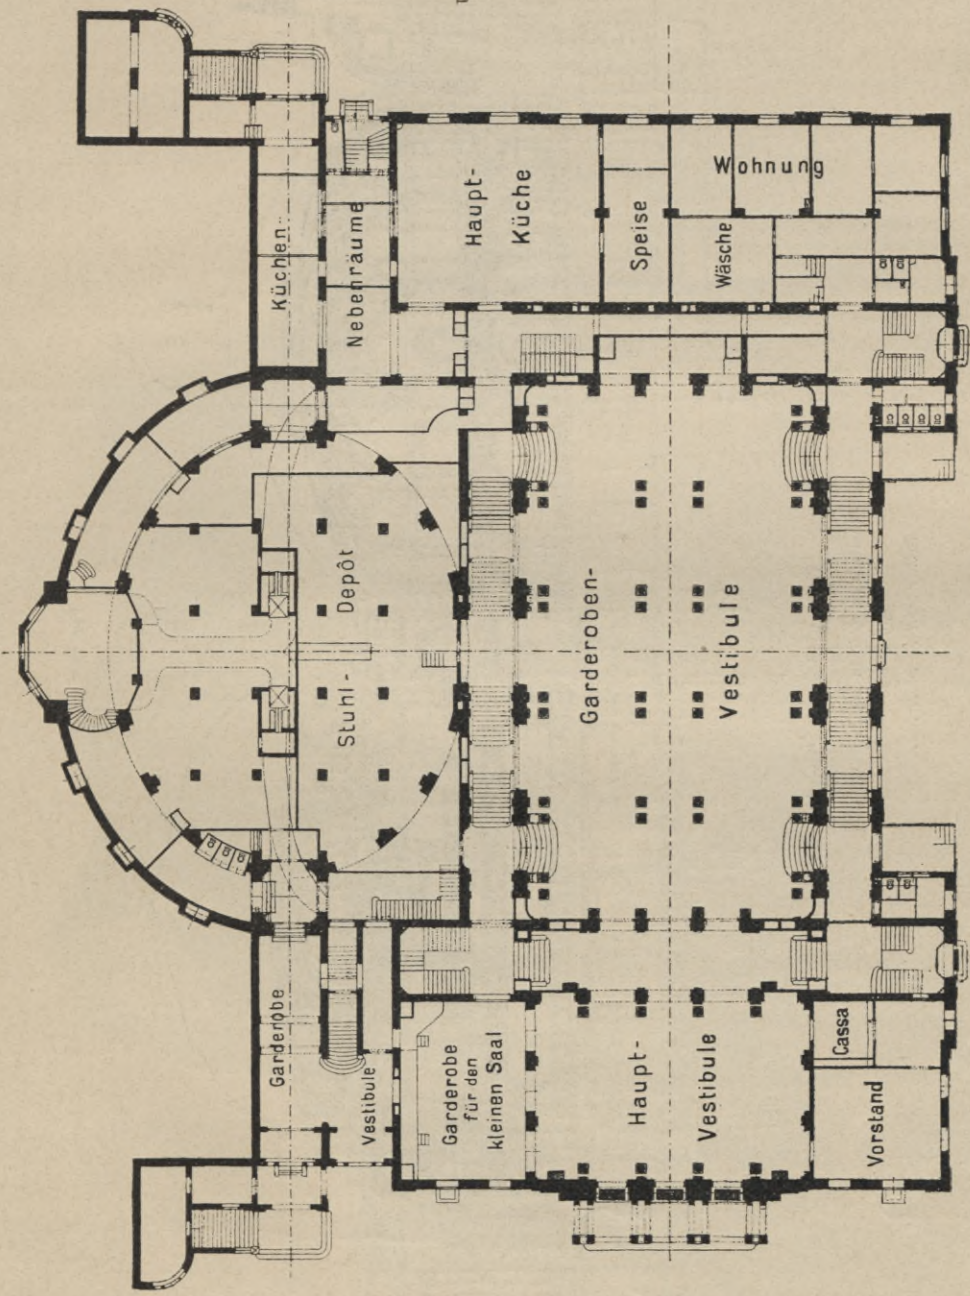 Küchen-
Nebenräume
Haupt-
Küche
Speise
Wohnung
Wäsche
Stuhl- Depôt
Garderoben-
Vestibule
Garderobe
Vestibule
Garderobe
für den
kleinen Saal
Haupt-
Vestibule
Cassa
Vorstand